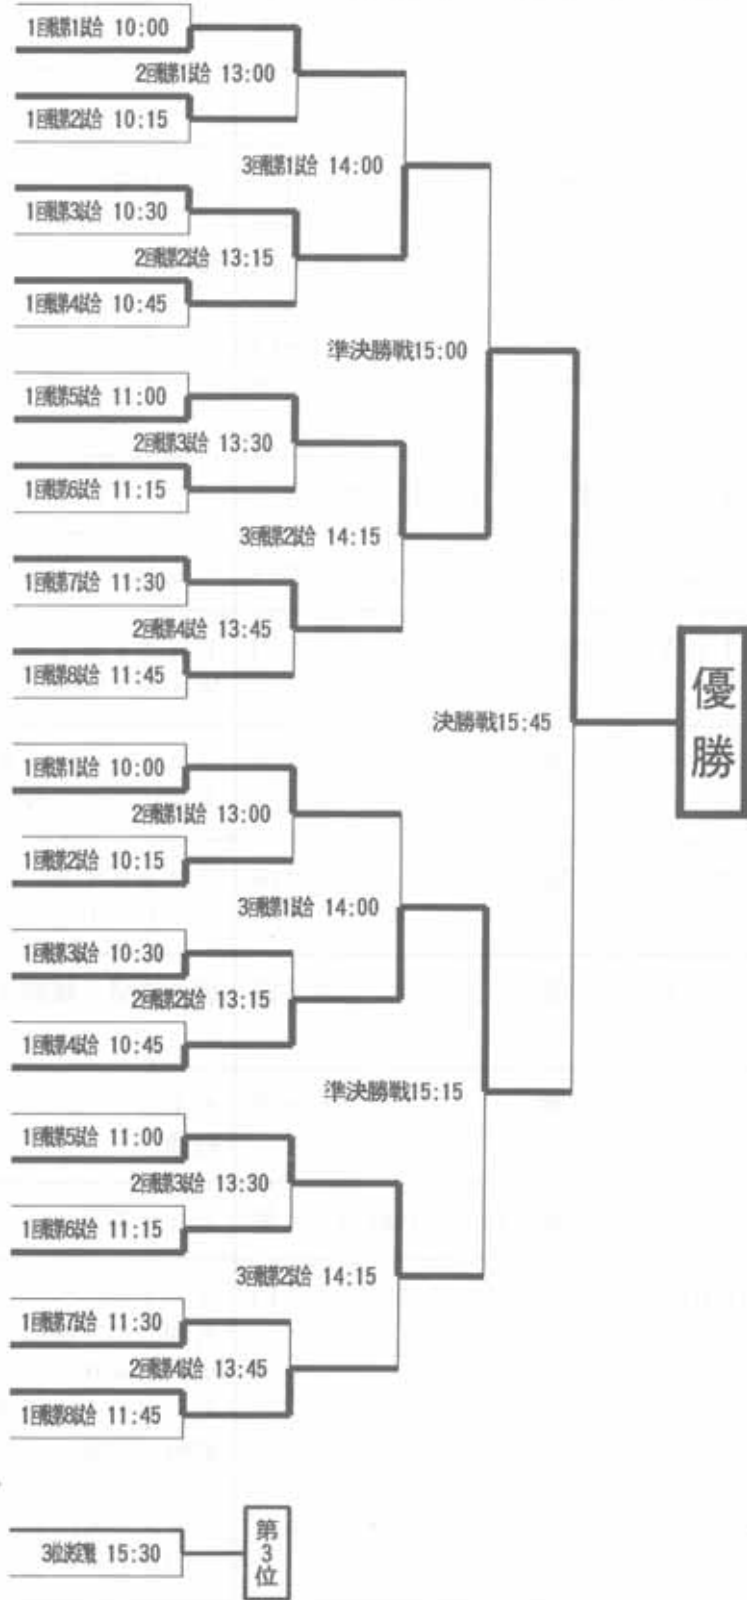 1回戦第1試合 10:00
2回戦第1試合 13:00
1回戦第2試合 10:15
3回戦第1試合 14:00
1回戦第3試合 10:30
2回戦第2試合 13:15
1回戦第4試合 10:45
準決勝戦15:00
1回戦第5試合 11:00
2回戦第3試合 13:30
1回戦第6試合 11:15
3回戦第2試合 14:15
1回戦第7試合 11:30
2回戦第4試合 13:45
1回戦第8試合 11:45
決勝戦15:45
優勝
1回戦第1試合 10:00
2回戦第1試合 13:00
1回戦第2試合 10:15
3回戦第1試合 14:00
1回戦第3試合 10:30
2回戦第2試合 13:15
1回戦第4試合 10:45
準決勝戦15:15
1回戦第5試合 11:00
2回戦第3試合 13:30
1回戦第6試合 11:15
3回戦第2試合 14:15
1回戦第7試合 11:30
2回戦第4試合 13:45
1回戦第8試合 11:45
3位決定戦 15:30
第3位